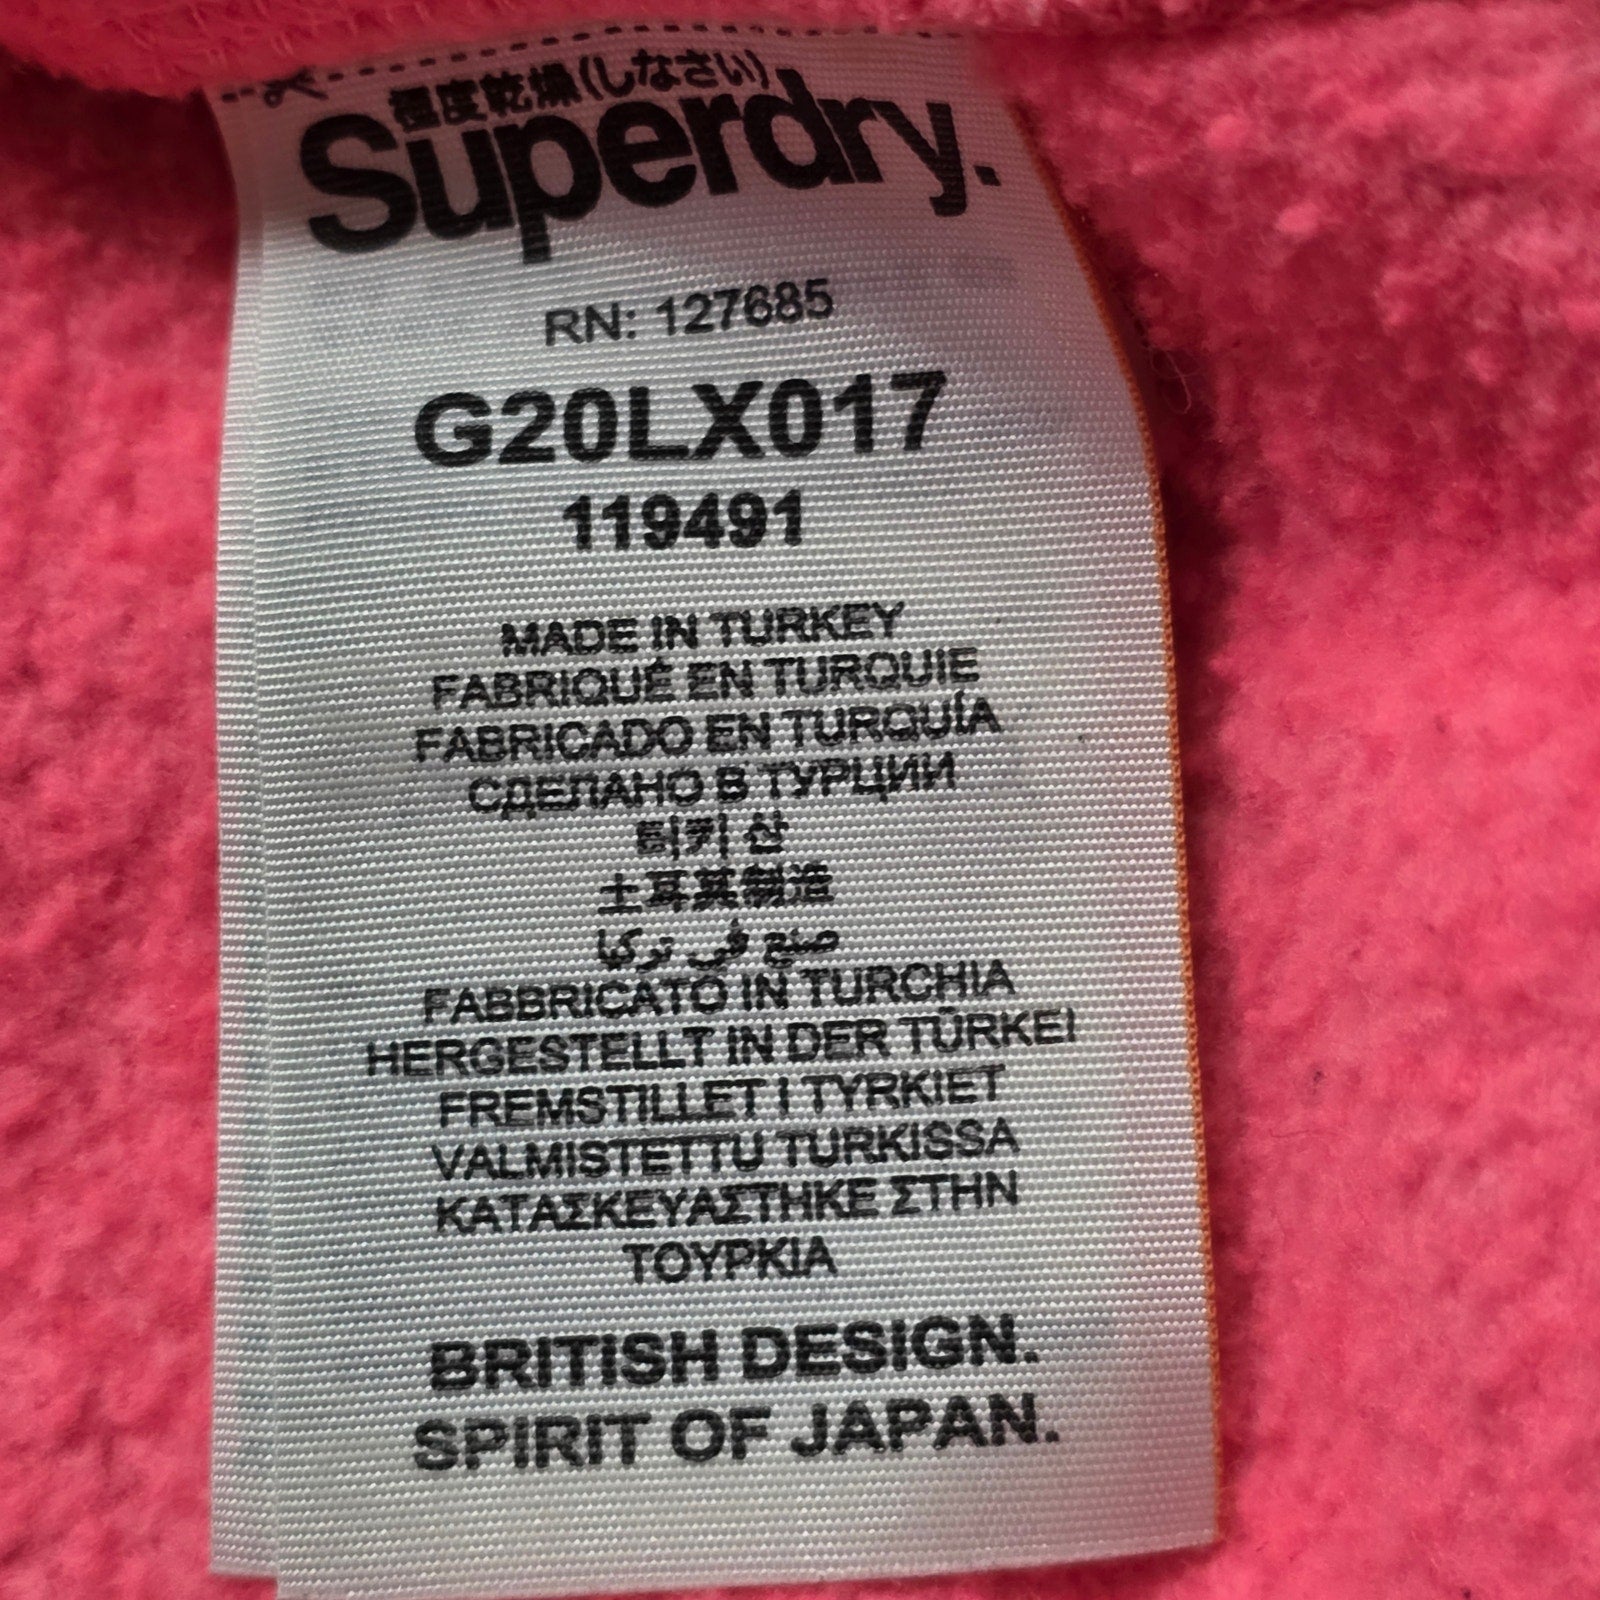 極度乾燥(しなさい)
Superdry.
RN: 127685
G20LX017
119491
MADE IN TURKEY
FABRIQUÉ EN TURQUIE
FABRICADO EN TURQUÍA
СДЕЛАНО В ТУРЦИИ
터키 산
土耳其制造
صنع في تركيا
FABBRICATO IN TURCHIA
HERGESTELLT IN DER TÜRKEI
FREMSTILLET I TYRKIET
VALMISTETTU TURKISSA
ΚΑΤΑΣΚΕΥΑΣΤΗΚΕ ΣΤΗΝ
ΤΟΥΡΚΙΑ
BRITISH DESIGN.
SPIRIT OF JAPAN.